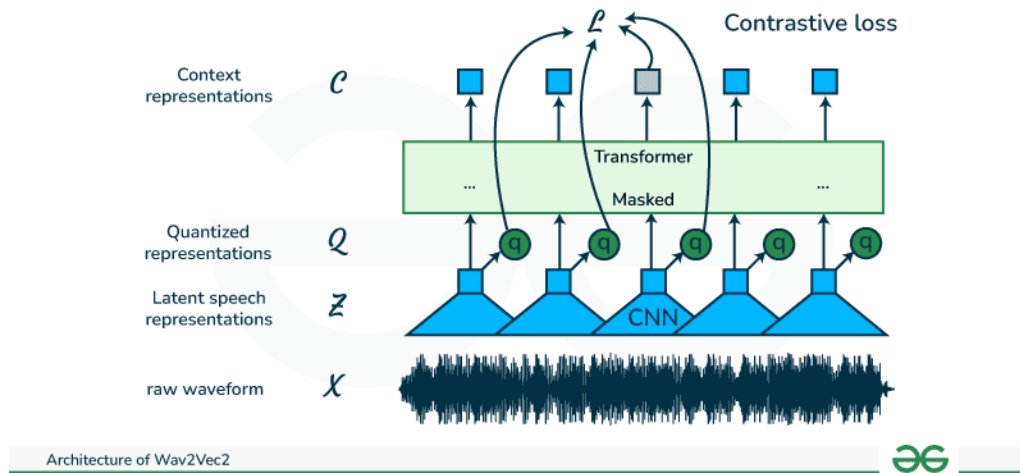 ℒ
Contrastive loss
Context
representations
𝒞
Transformer
...
...
Masked
Quantized
representations
𝒬
q
q
q
q
q
Latent speech
representations
𝒵
CNN
raw waveform
𝒳
Architecture of Wav2Vec2